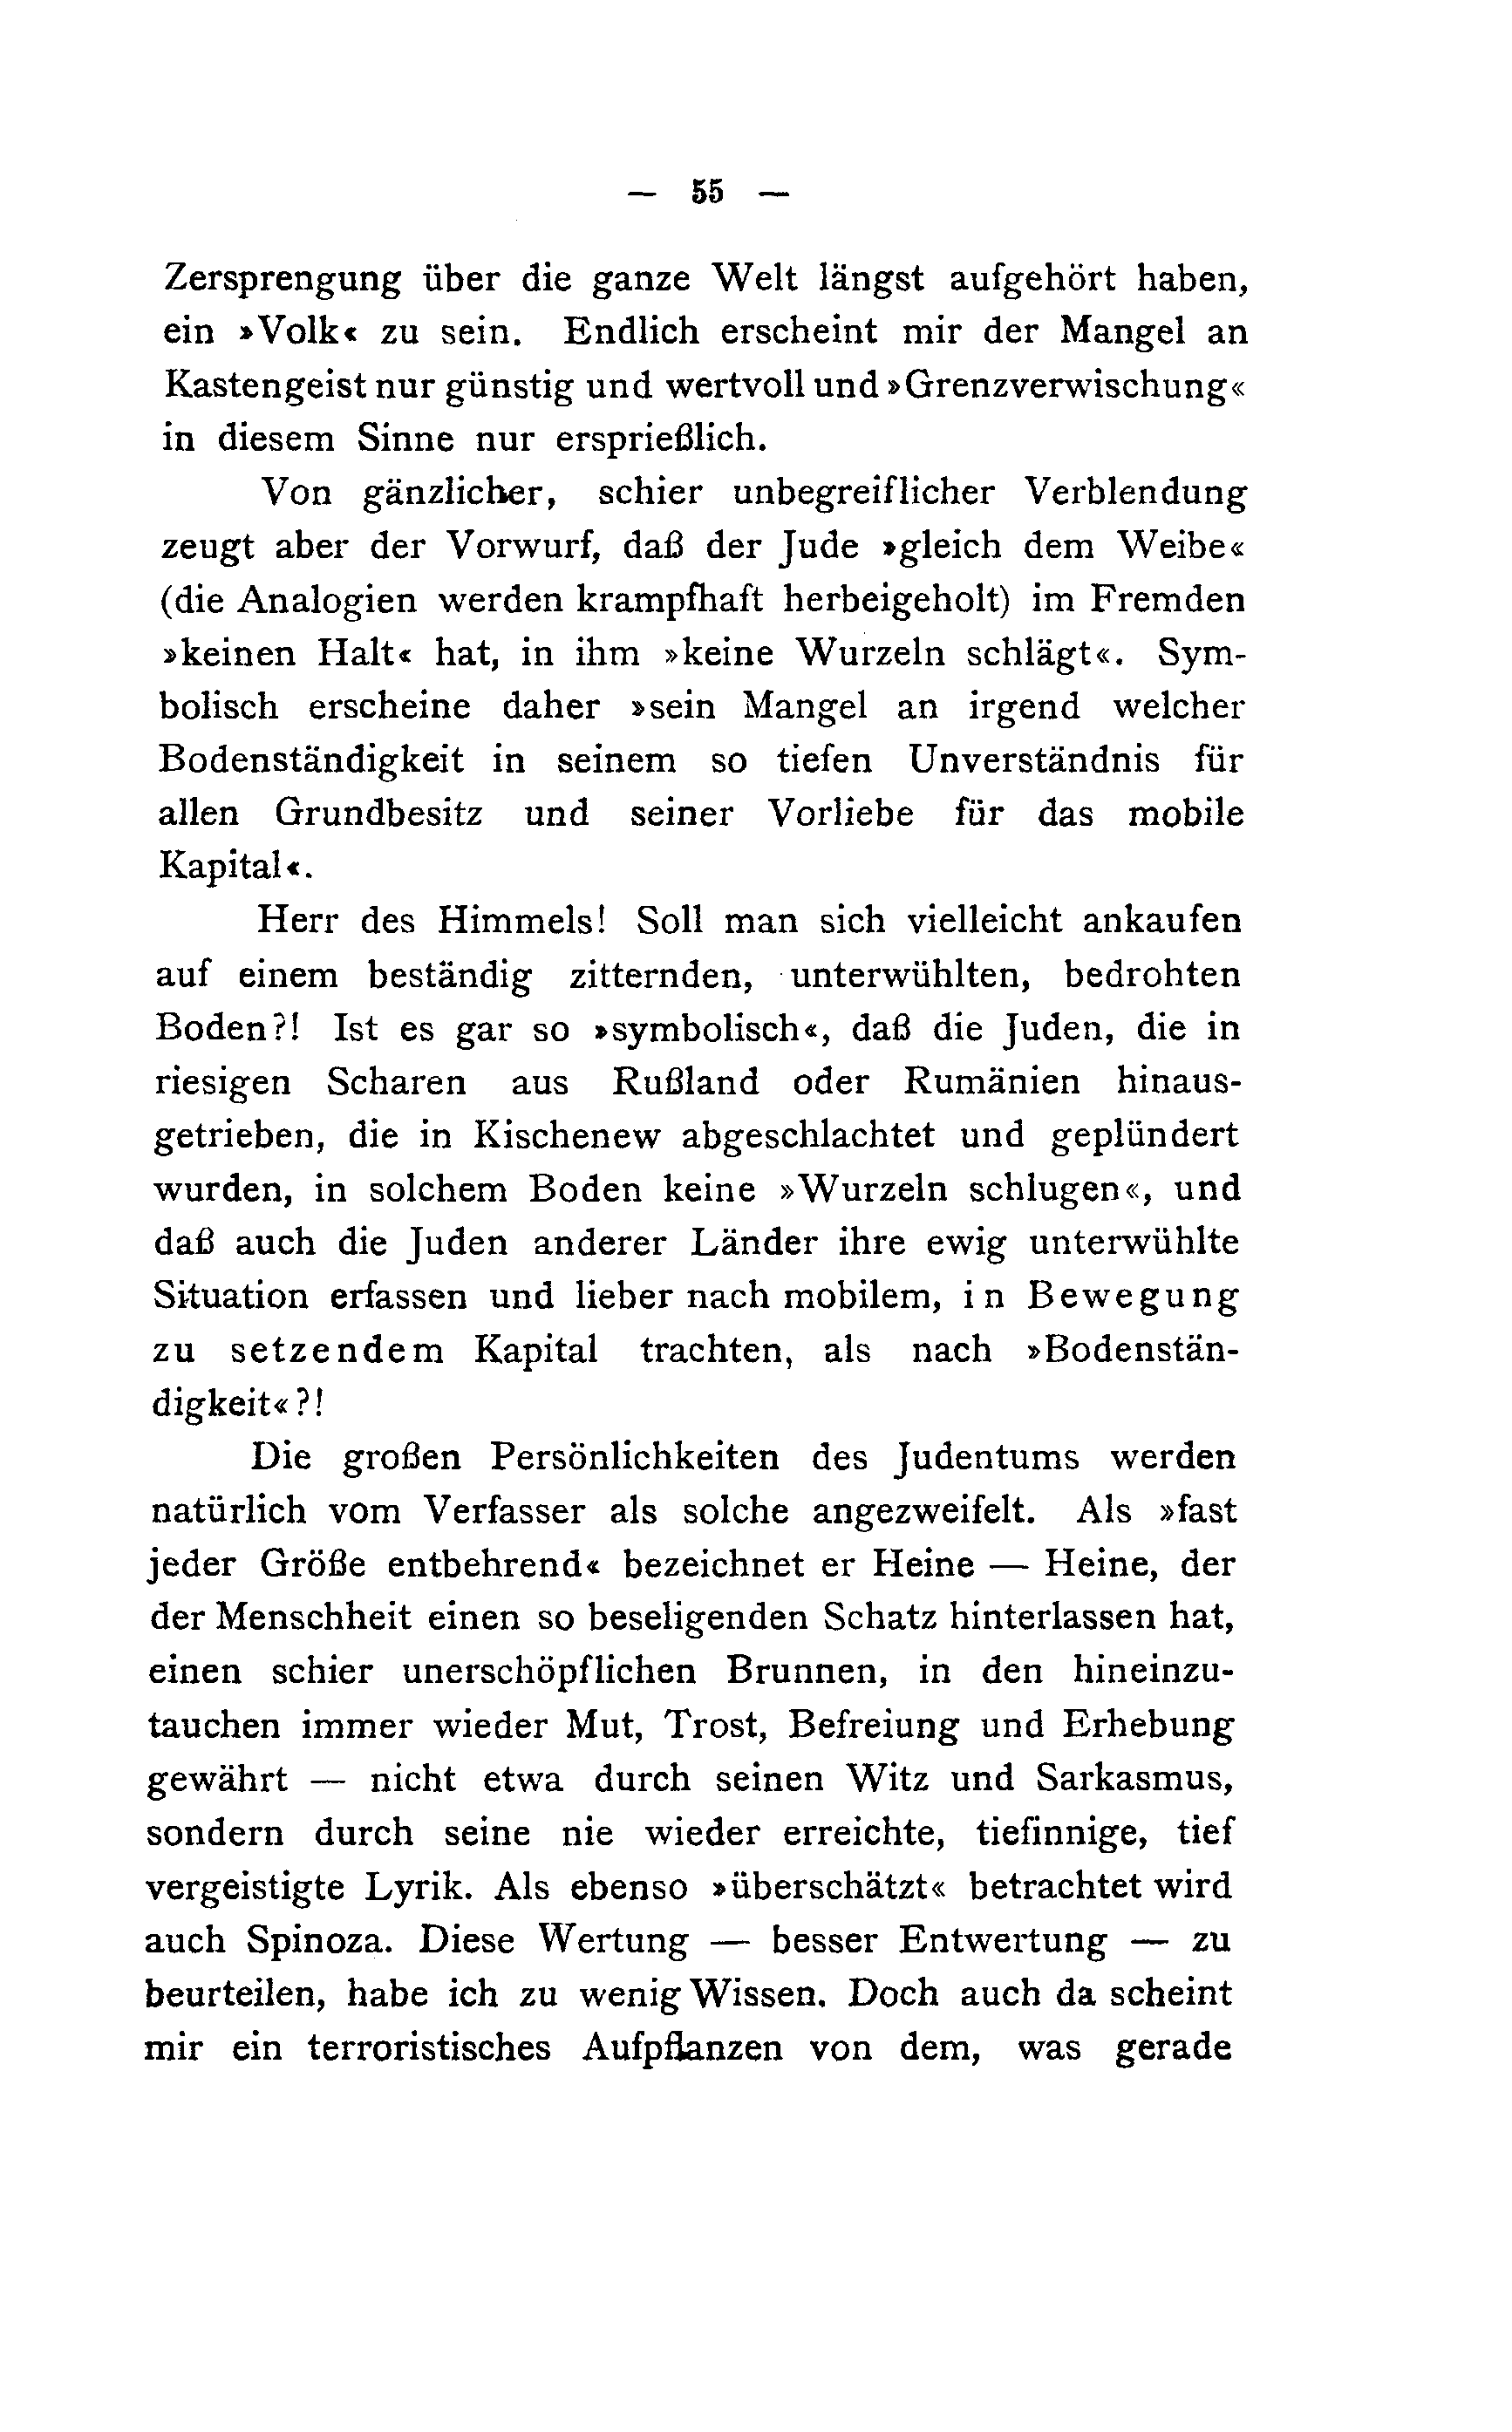 — 55 —
Zersprengung über die ganze Welt längst aufgehört haben,
ein »Volk« zu sein. Endlich erscheint mir der Mangel an
Kastengeist nur günstig und wertvoll und »Grenzverwischung«
in diesem Sinne nur ersprießlich.
Von gänzlicher, schier unbegreiflicher Verblendung
zeugt aber der Vorwurf, daß der Jude »gleich dem Weibe«
(die Analogien werden krampfhaft herbeigeholt) im Fremden
»keinen Halt« hat, in ihm »keine Wurzeln schlägt«. Sym-
bolisch erscheine daher »sein Mangel an irgend welcher
Bodenständigkeit in seinem so tiefen Unverständnis für
allen Grundbesitz und seiner Vorliebe für das mobile
Kapital«.
Herr des Himmels! Soll man sich vielleicht ankaufen
auf einem beständig zitternden, unterwühlten, bedrohten
Boden?! Ist es gar so »symbolisch«, daß die Juden, die in
riesigen Scharen aus Rußland oder Rumänien hinaus-
getrieben, die in Kischenew abgeschlachtet und geplündert
wurden, in solchem Boden keine »Wurzeln schlugen«, und
daß auch die Juden anderer Länder ihre ewig unterwühlte
Situation erfassen und lieber nach mobilem, in Bewegung
zu setzendem Kapital trachten, als nach »Bodenstän-
digkeit«?!
Die großen Persönlichkeiten des Judentums werden
natürlich vom Verfasser als solche angezweifelt. Als »fast
jeder Größe entbehrend« bezeichnet er Heine — Heine, der
der Menschheit einen so beseligenden Schatz hinterlassen hat,
einen schier unerschöpflichen Brunnen, in den hineinzu-
tauchen immer wieder Mut, Trost, Befreiung und Erhebung
gewährt — nicht etwa durch seinen Witz und Sarkasmus,
sondern durch seine nie wieder erreichte, tiefinnige, tief
vergeistigte Lyrik. Als ebenso »überschätzt« betrachtet wird
auch Spinoza. Diese Wertung — besser Entwertung — zu
beurteilen, habe ich zu wenig Wissen. Doch auch da scheint
mir ein terroristisches Aufpflanzen von dem, was gerade